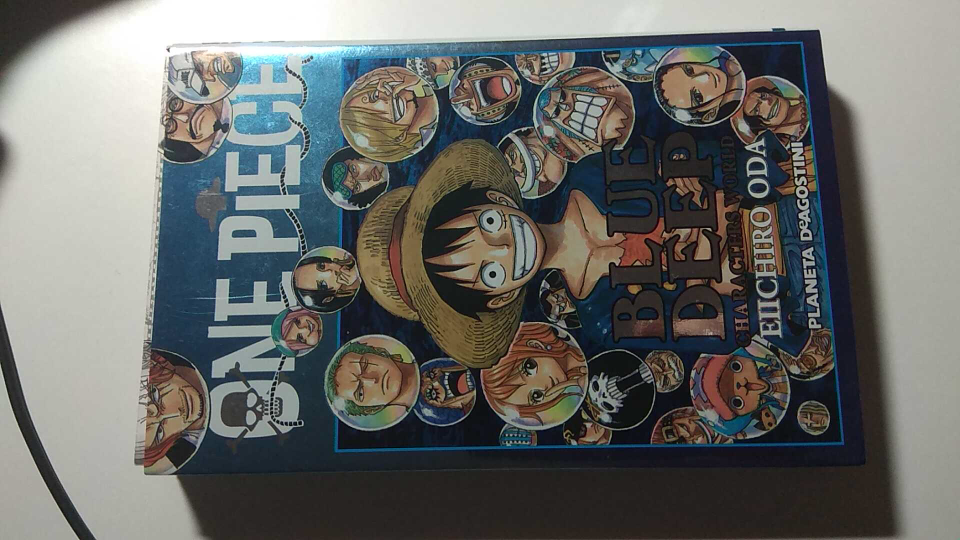 ONE PIECE
BLUE
DEEP
CHARACTERS WORLD
EIICHIRO ODA
PLANETA DeAGOSTINI